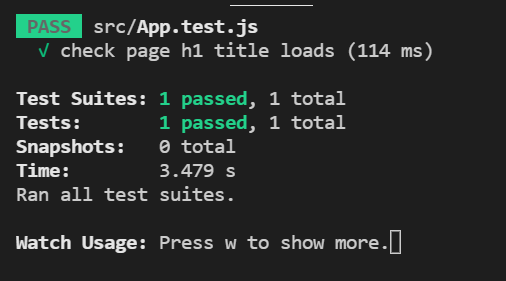 PASS src/App.test.js
√ check page h1 title loads (114 ms)
Test Suites: 1 passed, 1 total
Tests: 1 passed, 1 total
Snapshots: 0 total
Time: 3.479 s
Ran all test suites.
Watch Usage: Press w to show more.